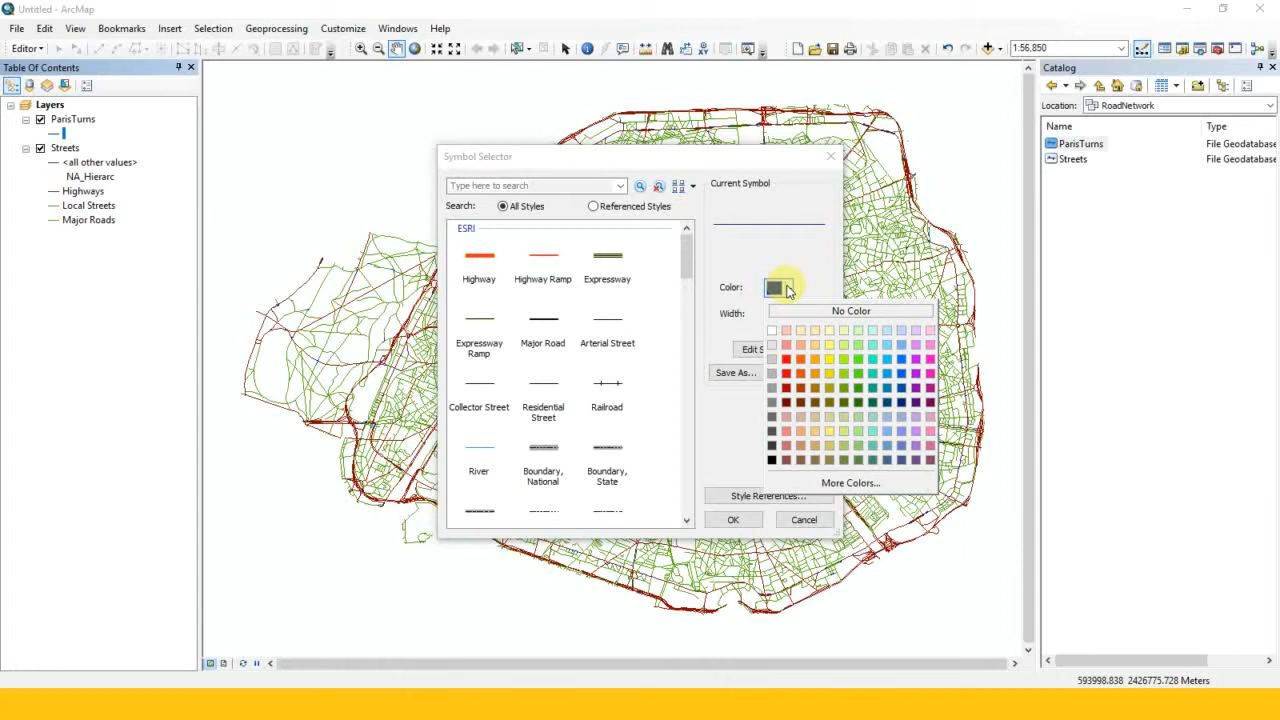 Untitled - ArcMap
File Edit View Bookmarks Insert Selection Geoprocessing Customize Windows Help
Editor 1:56,850
Table Of Contents
Layers
ParisTurns
Streets
<all other values>
NA_Hierarc
Highways
Local Streets
Major Roads
Symbol Selector
Type here to search
Search: All Styles Referenced Styles
ESRI
Highway Highway Ramp Expressway
Expressway Ramp Major Road Arterial Street
Collector Street Residential Street Railroad
River Boundary, National Boundary, State
Current Symbol
Color:
No Color
Width:
Edit S
Save As...
More Colors...
Style References...
OK Cancel
Catalog
Location: RoadNetwork
Name Type
ParisTurns File Geodatabase
Streets File Geodatabase
593998.838 2426775.728 Meters